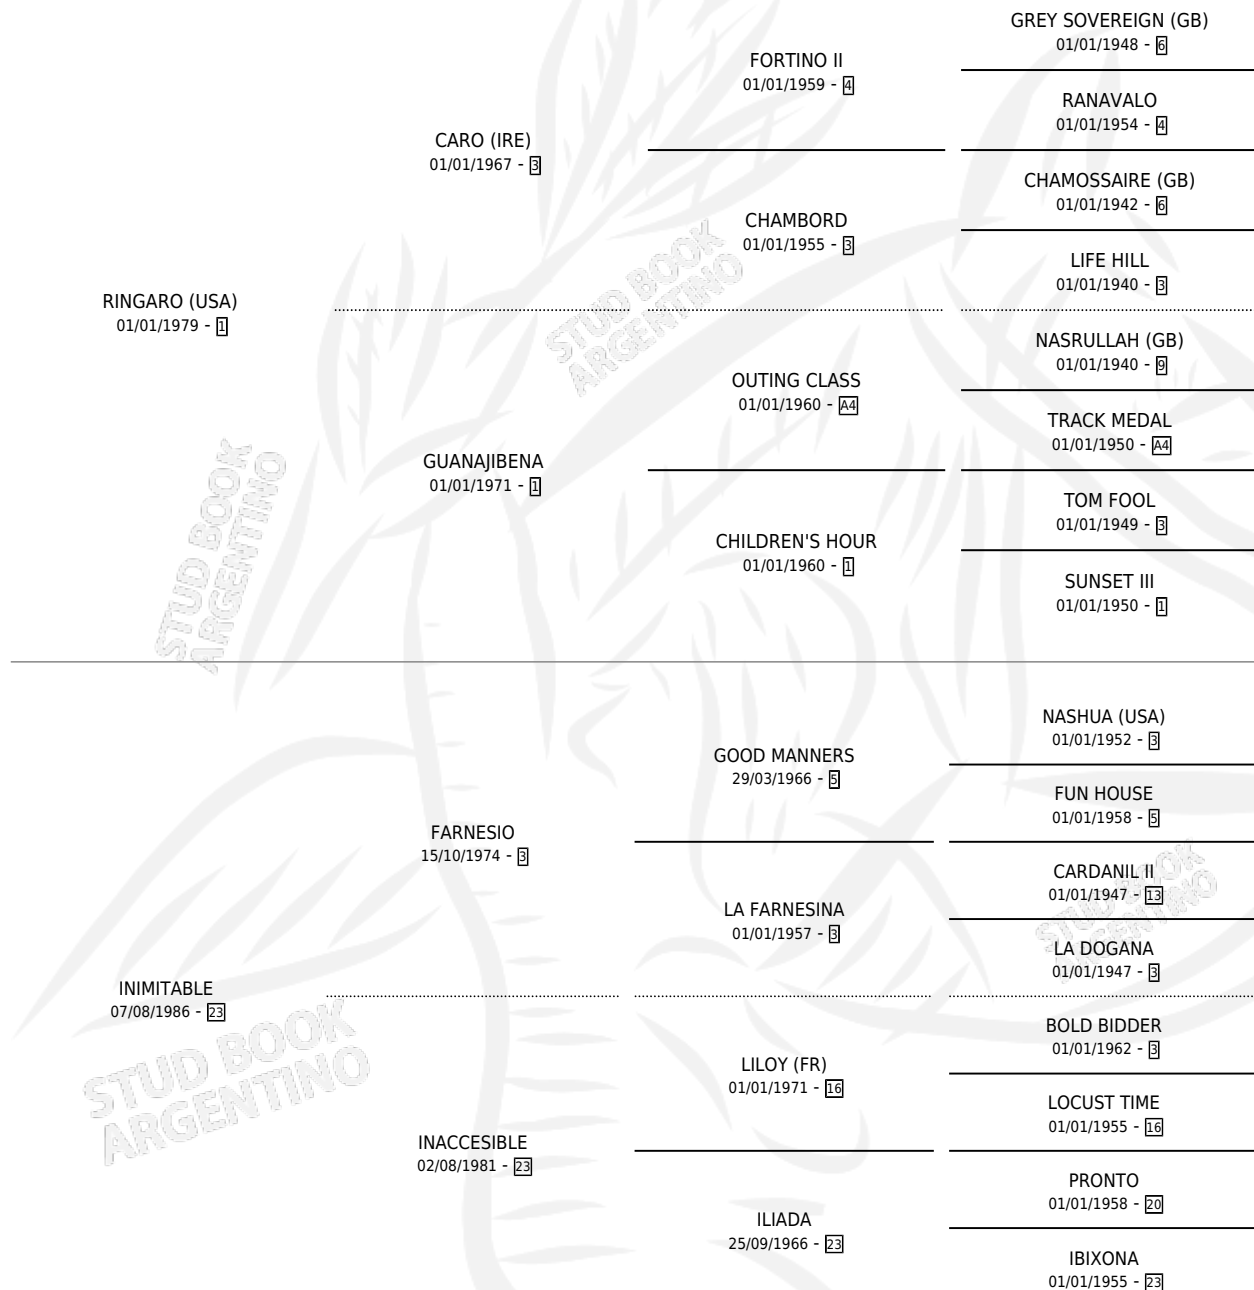 GREY SOVEREIGN (GB)
01/01/1948 - 6
FORTINO II
01/01/1959 - 4
RANAVALO
01/01/1954 - 4
CARO (IRE)
01/01/1967 - 3
CHAMOSSAIRE (GB)
01/01/1942 - 6
CHAMBORD
01/01/1955 - 3
LIFE HILL
01/01/1940 - 3
RINGARO (USA)
01/01/1979 - 1
STUD BOOK
ARGENTINO
NASRULLAH (GB)
01/01/1940 - 9
OUTING CLASS
01/01/1960 - A4
TRACK MEDAL
01/01/1950 - A4
GUANAJIBENA
01/01/1971 - 1
TOM FOOL
01/01/1949 - 3
CHILDREN'S HOUR
01/01/1960 - 1
SUNSET III
01/01/1950 - 1
STUD BOOK
ARGENTINO
NASHUA (USA)
01/01/1952 - 3
GOOD MANNERS
29/03/1966 - 5
FUN HOUSE
01/01/1958 - 5
FARNESIO
15/10/1974 - 3
CARDANIL II
01/01/1947 - 13
LA FARNESINA
01/01/1957 - 3
STUD BOOK
ARGENTINO
LA DOGANA
01/01/1947 - 3
INIMITABLE
07/08/1986 - 23
BOLD BIDDER
01/01/1962 - 3
LILOY (FR)
01/01/1971 - 16
STUD BOOK
ARGENTINO
LOCUST TIME
01/01/1955 - 16
INACCESIBLE
02/08/1981 - 23
PRONTO
01/01/1958 - 20
ILIADA
25/09/1966 - 23
IBIXONA
01/01/1955 - 23